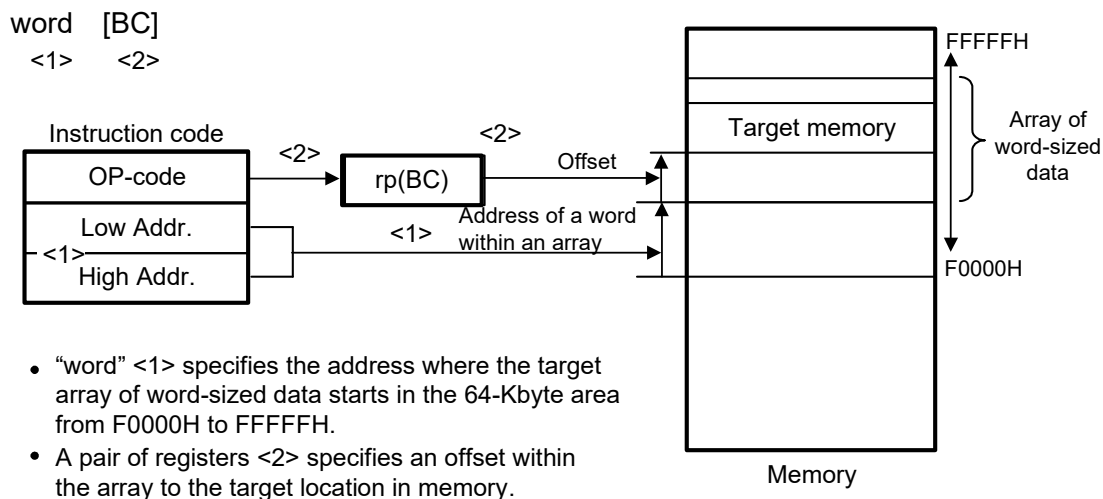 word [BC]
<1> <2>
Instruction code
OP-code
Low Addr.
<1>
High Addr.
<2>
rp(BC)
<2>
Offset
<1>
Address of a word
within an array
Target memory
FFFFFH
Array of
word-sized
data
F0000H
Memory
• “word” <1> specifies the address where the target
array of word-sized data starts in the 64-Kbyte area
from F0000H to FFFFFH.
• A pair of registers <2> specifies an offset within
the array to the target location in memory.